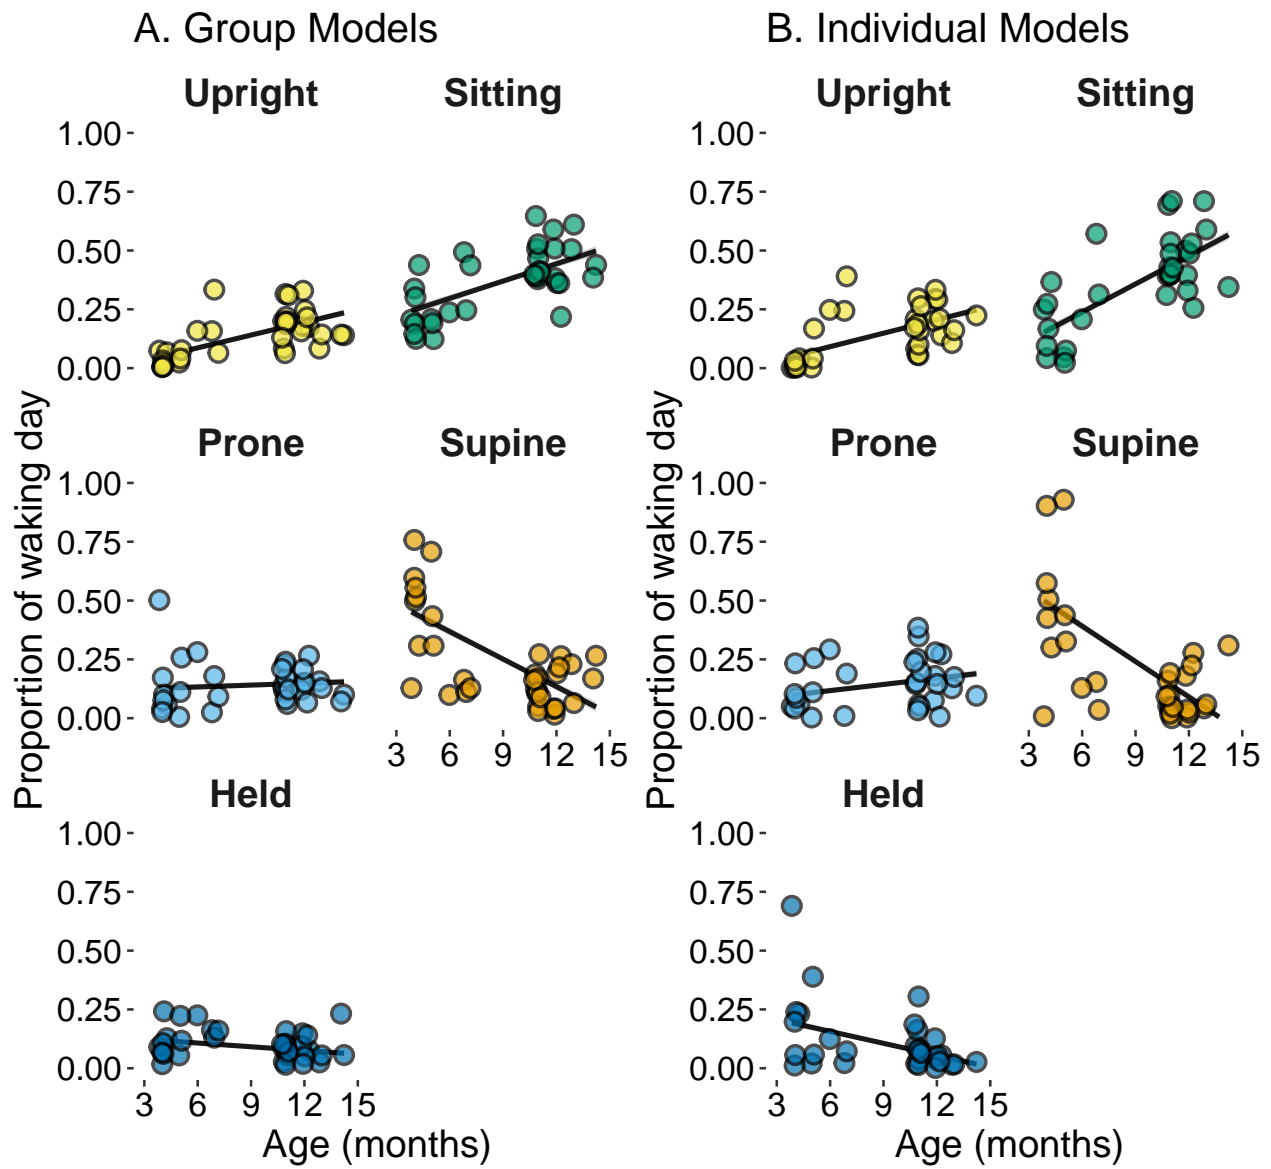 A. Group Models
B. Individual Models
Upright
Sitting
Upright
Sitting
1.00
0.75
0.50
0.25
0.00
1.00
0.75
0.50
0.25
0.00
Prone
Supine
Prone
Supine
1.00
0.75
0.50
0.25
0.00
3 6 9 12 15
1.00
0.75
0.50
0.25
0.00
3 6 9 12 15
Held
Held
1.00
0.75
0.50
0.25
0.00
3 6 9 12 15
1.00
0.75
0.50
0.25
0.00
3 6 9 12 15
Proportion of waking day
Proportion of waking day
Age (months)
Age (months)